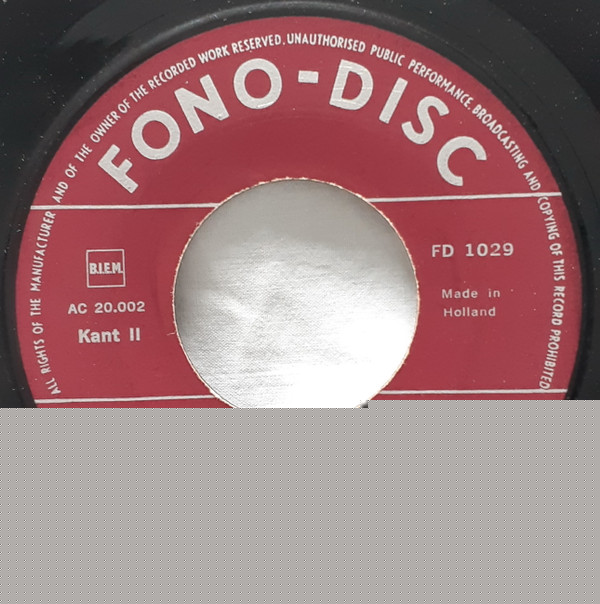 ALL RIGHTS OF THE MANUFACTURER AND OF THE OWNER OF THE RECORDED WORK RESERVED, UNAUTHORISED PUBLIC PERFORMANCE, BROADCASTING AND COPYING OF THIS RECORD PROHIBITED
FONO-DISC
B.I.E.M.
FD 1029
AC 20.002
Made in
Kant II
Holland